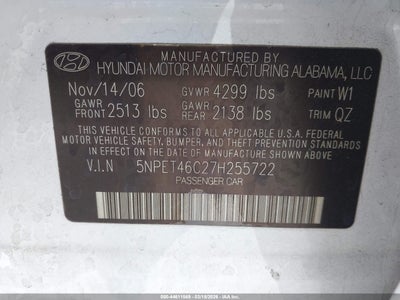 MANUFACTURED BY
HYUNDAI MOTOR MANUFACTURING ALABAMA, LLC
Nov/14/06 GVWR 4299 lbs PAINT W1
GAWR FRONT 2513 lbs GAWR REAR 2138 lbs TRIM QZ
THIS VEHICLE CONFORMS TO ALL APPLICABLE U.S.A. FEDERAL
MOTOR VEHICLE SAFETY, BUMPER, AND THEFT PREVENTION
STANDARDS IN EFFECT ON THE DATE OF MANUFACTURE SHOWN ABOVE.
V.I.N 5NPET46C27H255722
PASSENGER CAR